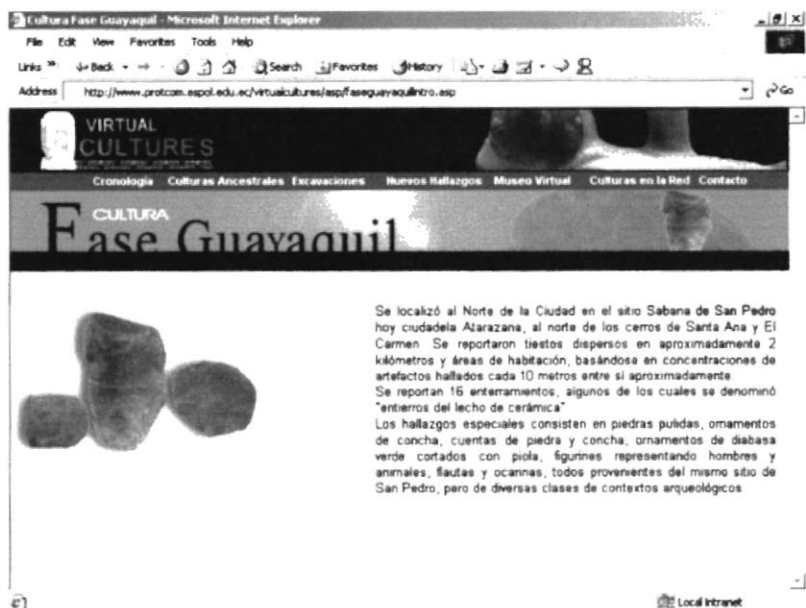 Cultura Fase Guayaquil - Microsoft Internet Explorer
File Edit View Favorites Tools Help
Links » Back Search Favorites History
Address http://www.protcom.espol.edu.ec/virtualcultures/asp/faseguayaquilintro.asp Go
VIRTUAL
CULTURES
Cronología Culturas Ancestrales Excavaciones Nuevos Hallazgos Museo Virtual Culturas en la Red Contacto
CULTURA
Fase Guayaquil
Se localizó al Norte de la Ciudad en el sitio Sabana de San Pedro
hoy ciudadela Atarazana, al norte de los cerros de Santa Ana y El
Carmen. Se reportaron tiestos dispersos en aproximadamente 2
kilómetros y áreas de habitación, basándose en concentraciones de
artefactos hallados cada 10 metros entre sí aproximadamente.
Se reportan 16 enterramientos, algunos de los cuales se denominó
"entierros del lecho de cerámica"
Los hallazgos especiales consisten en piedras pulidas, ornamentos
de concha, cuentas de piedra y concha, ornamentos de diabasa
verde cortados con piola, figurines representando hombres y
animales, flautas y ocarinas, todos provenientes del mismo sitio de
San Pedro, pero de diversas clases de contextos arqueológicos.
Local intranet